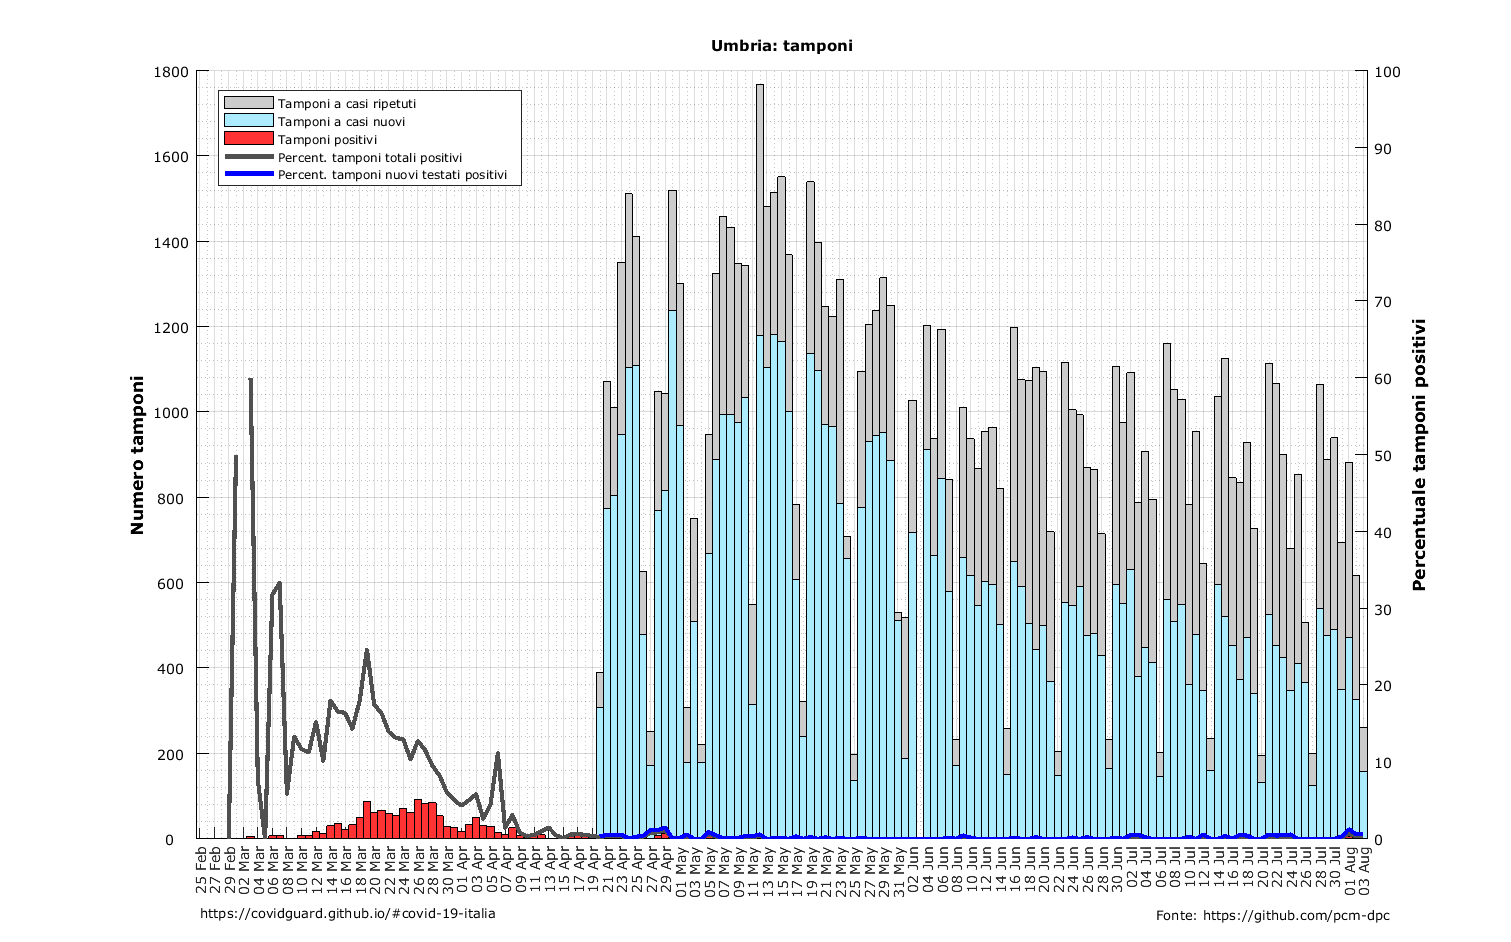 Umbria: tamponi
Tamponi a casi ripetuti
Tamponi a casi nuovi
Tamponi positivi
Percent. tamponi totali positivi
Percent. tamponi nuovi testati positivi
Numero tamponi
1800
1600
1400
1200
1000
800
600
400
200
0
Percentuale tamponi positivi
100
90
80
70
60
50
40
30
20
10
0
25 Feb
27 Feb
29 Feb
02 Mar
04 Mar
06 Mar
08 Mar
10 Mar
12 Mar
14 Mar
16 Mar
18 Mar
20 Mar
22 Mar
24 Mar
26 Mar
28 Mar
30 Mar
01 Apr
03 Apr
05 Apr
07 Apr
09 Apr
11 Apr
13 Apr
15 Apr
17 Apr
19 Apr
21 Apr
23 Apr
25 Apr
27 Apr
29 Apr
01 May
03 May
05 May
07 May
09 May
11 May
13 May
15 May
17 May
19 May
21 May
23 May
25 May
27 May
29 May
31 May
02 Jun
04 Jun
06 Jun
08 Jun
10 Jun
12 Jun
14 Jun
16 Jun
18 Jun
20 Jun
22 Jun
24 Jun
26 Jun
28 Jun
30 Jun
02 Jul
04 Jul
06 Jul
08 Jul
10 Jul
12 Jul
14 Jul
16 Jul
18 Jul
20 Jul
22 Jul
24 Jul
26 Jul
28 Jul
30 Jul
01 Aug
03 Aug
https://covidguard.github.io/#covid-19-italia
Fonte: https://github.com/pcm-dpc